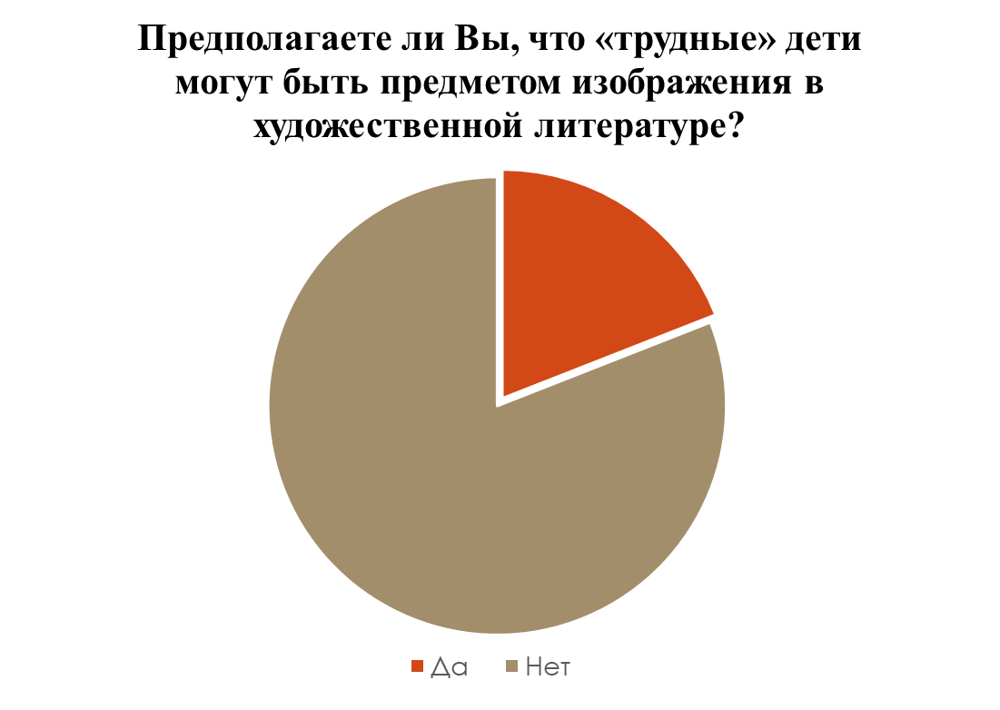 Предполагаете ли Вы, что «трудные» дети
могут быть предметом изображения в
художественной литературе?
Да Нет